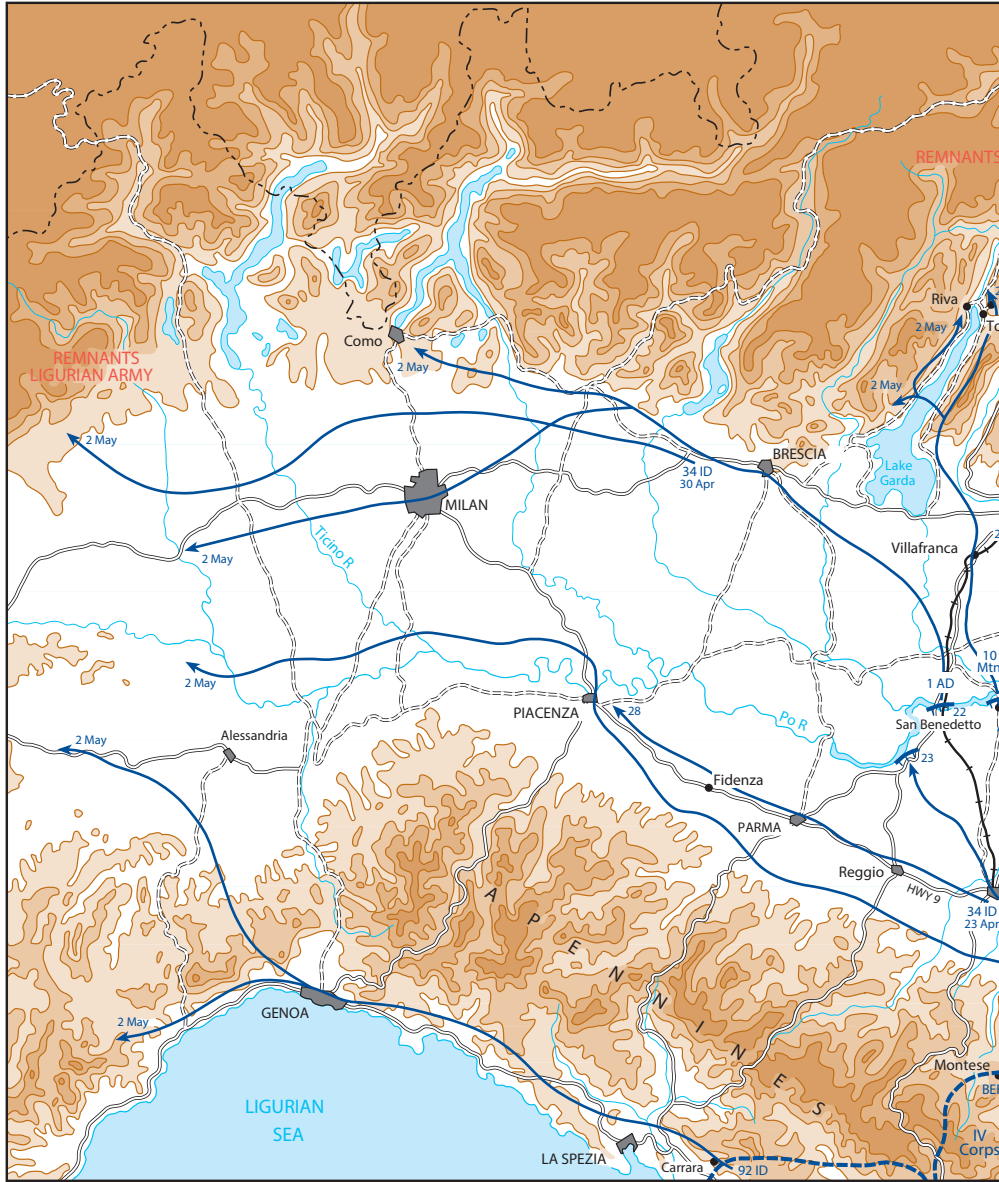 REMNANTS
Riva
2 May
To
Como
2 May
REMNANTS
LIGURIAN ARMY
2 May
2 May
BRESCIA
34 ID
30 Apr
Lake
Garda
MILAN
Ticino R
2 May
Villafranca
2
10
Mtn
2 May
1 AD
PIACENZA
28
Po R
22
San Benedetto
2 May
Alessandria
23
Fidenza
PARMA
Reggio
HWY 9
34 ID
23 Apr
APENNINES
GENOA
2 May
Montese
BEF
LIGURIAN
SEA
IV
Corps
LA SPEZIA
Carrara
92 ID